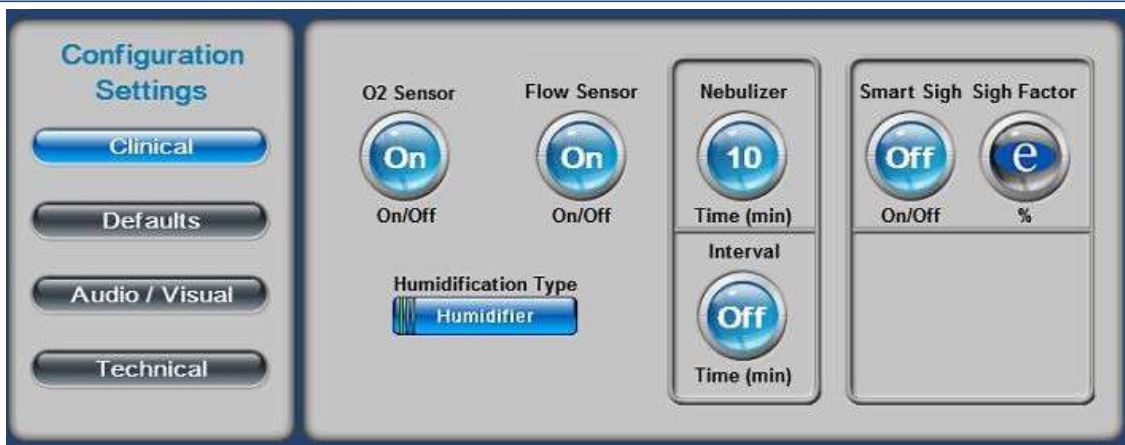 Configuration
Settings
Clinical
Defaults
Audio / Visual
Technical
O2 Sensor
On
On/Off
Flow Sensor
On
On/Off
Humidification Type
Humidifier
Nebulizer
10
Time (min)
Interval
Off
Time (min)
Smart Sigh
Off
On/Off
Sigh Factor
e
%